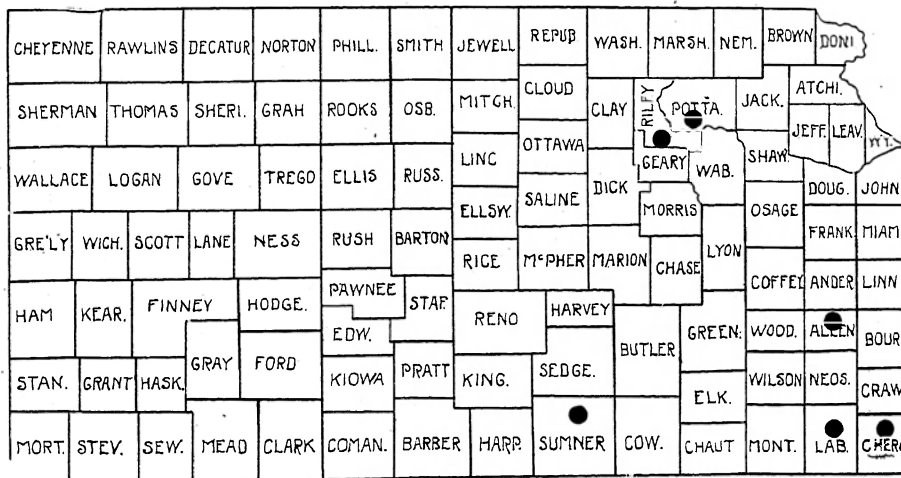 CHEYENNE RAWLINS DECATUR NORTON PHILL. SMITH JEWELL REPUB WASH. MARSH. NEM. BROWN DONI
SHERMAN THOMAS SHERI. GRAH ROOKS OSB. MITCH. CLOUD CLAY RILEY POTTA. JACK. ATCHI.
JEFF. LEAV. WY.
WALLACE LOGAN GOVE TREGO ELLIS RUSS. LINC OTTAWA DICK GEARY WAB. SHAW. DOUG. JOHN
GRE'LY WICH. SCOTT LANE NESS RUSH BARTON ELLSW. SALINE MORRIS LYON OSAGE FRANK. MIAM
RICE McPHER MARION CHASE COFFEY ANDER LINN
HAM KEAR. FINNEY HODGE. PAWNEE STAF. RENO HARVEY
EDW. BUTLER GREEN. WOOD. ALLEN BOUR
STAN. GRANT HASK. GRAY FORD KIOWA PRATT KING. SEDGE. ELK. WILSON NEOS. CRAW
MORT. STEV. SEW. MEAD CLARK COMAN. BARBER HARP. SUMNER COW. CHAUT MONT. LAB. CHERO